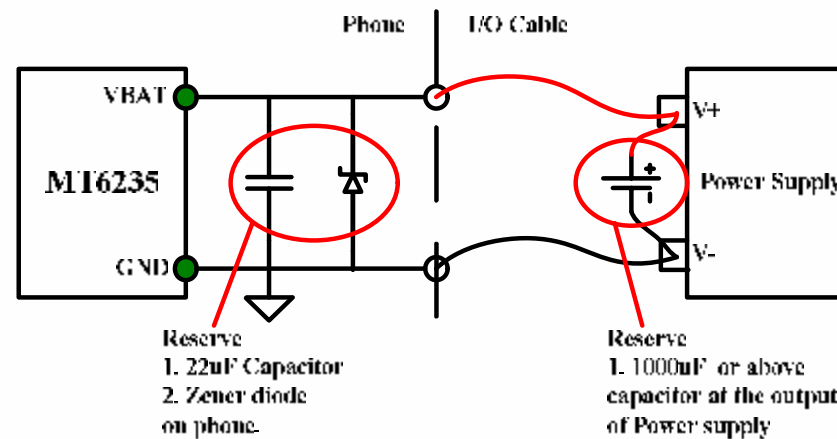 Phone I/O Cable
VBAT
V+
MT6235
Power Supply
+
-
GND
V-
Reserve
1. 22uF Capacitor
2. Zener diode
on phone.
Reserve
1. 1000uF or above
capacitor at the output
of Power supply